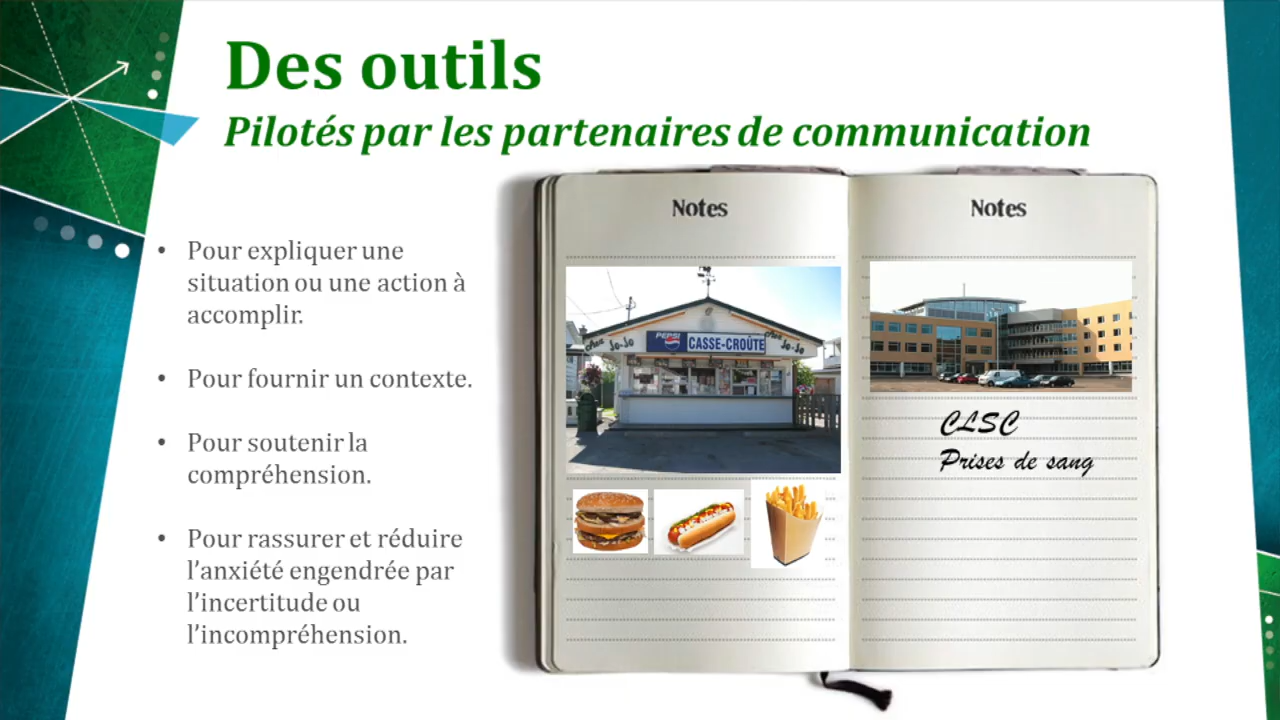 Des outils
Pilotés par les partenaires de communication
• Pour expliquer une
situation ou une action à
accomplir.
• Pour fournir un contexte.
• Pour soutenir la
compréhension.
• Pour rassurer et réduire
l’anxiété engendrée par
l’incertitude ou
l’incompréhension.
Notes
chez Jo-Jo PEPSI CASSE-CROÛTE chez Jo-Jo
Notes
CLSC
Prises de sang